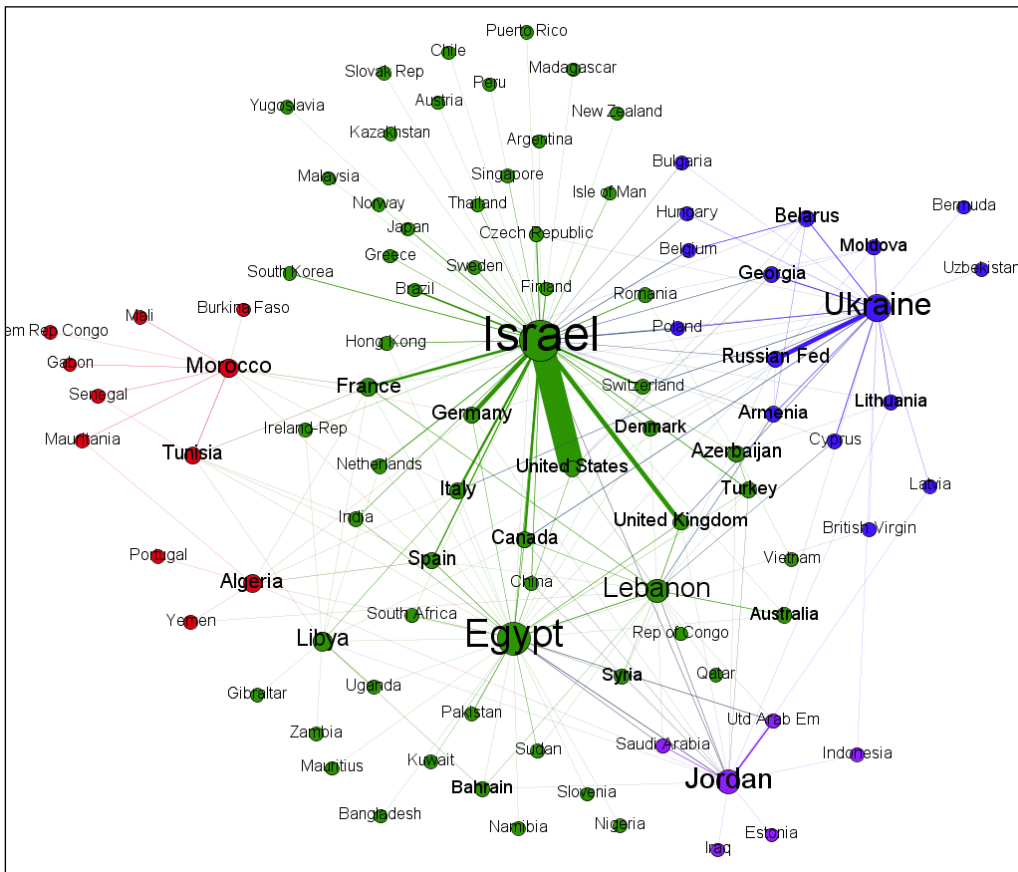 Puerto Rico
Chile
Slovak Rep
Madagascar
Peru
Austria
Yugoslavia
New Zealand
Kazakhstan
Argentina
Bulgaria
Malaysia
Singapore
Isle of Man
Norway
Thailand
Hungary
Belarus
Bermuda
Japan
Czech Republic
Belgium
Moldova
Greece
Sweden
South Korea
Georgia
Uzbekistan
Brazil
Finland
Romania
Ukraine
Burkina Faso
Mali
em Rep Congo
Israel
Poland
Hong Kong
Gabon
Morocco
Russian Fed
France
Switzerland
Senegal
Lithuania
Germany
Armenia
Ireland-Rep
Denmark
Mauritania
Cyprus
Tunisia
Azerbaijan
Netherlands
United States
Italy
Turkey
Latvia
India
United Kingdom
British Virgin
Canada
Portugal
Spain
Vietnam
Algeria
China
Lebanon
South Africa
Australia
Yemen
Egypt
Rep of Congo
Libya
Syria
Qatar
Uganda
Gibraltar
Pakistan
Utd Arab Em
Zambia
Saudi Arabia
Sudan
Indonesia
Kuwait
Mauritius
Jordan
Bahrain
Slovenia
Bangladesh
Namibia
Nigeria
Estonia
Iraq